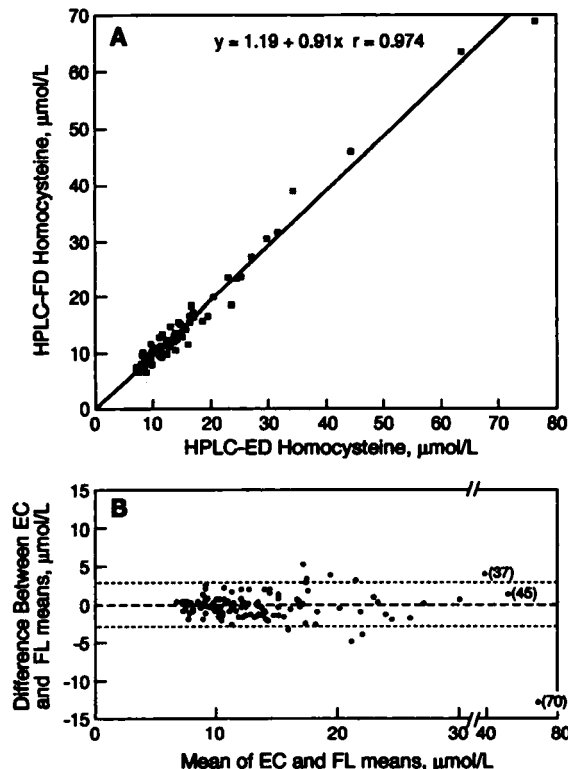 A
y = 1.19 + 0.91x r = 0.974
HPLC-FD Homocysteine, μmol/L
70
60
50
40
30
20
10
0
0 10 20 30 40 50 60 70 80
HPLC-ED Homocysteine, μmol/L
B
Difference Between EC
and FL means, μmol/L
15
10
5
0
-5
-10
-15
(37)
(45)
(70)
0 10 20 30 40 80
Mean of EC and FL means, μmol/L